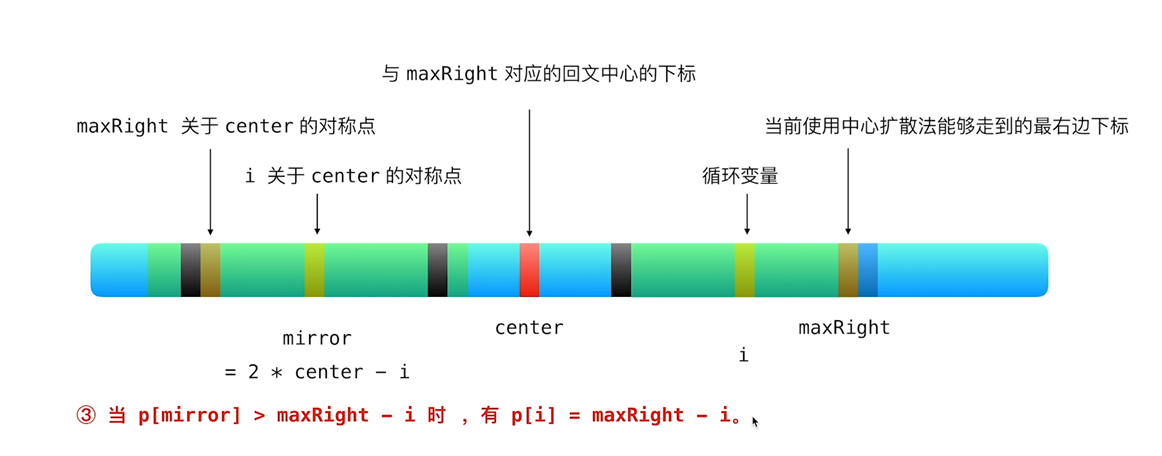 与 maxRight 对应的回文中心的下标
maxRight 关于 center 的对称点
当前使用中心扩散法能够走到的最右边下标
i 关于 center 的对称点
循环变量
center
maxRight
mirror
i
= 2 * center - i
③ 当 p[mirror] > maxRight - i 时 ，有 p[i] = maxRight - i。